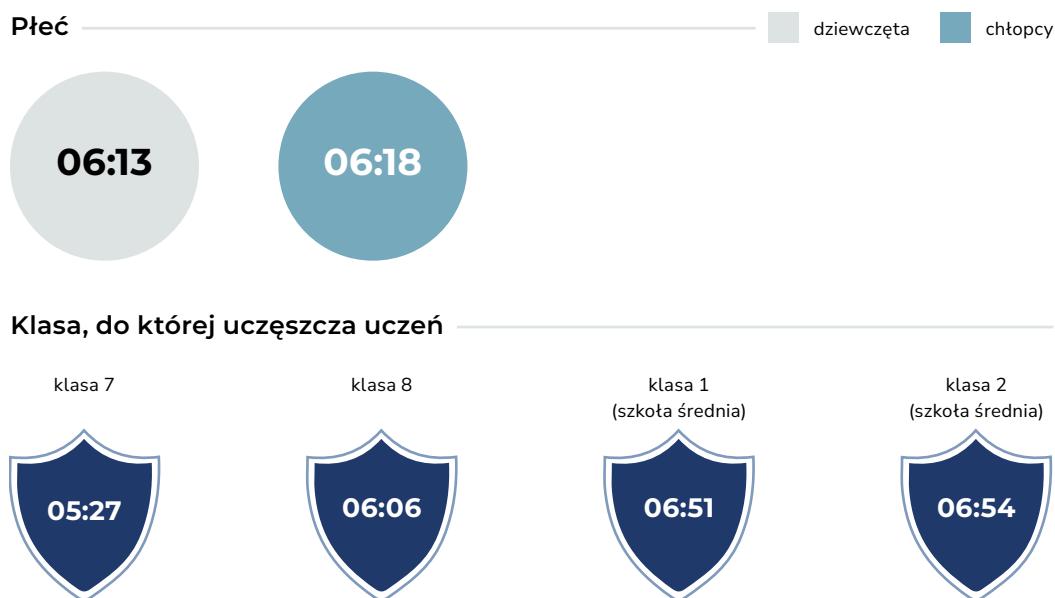 Płeć
dziewczęta
chłopcy
06:13
06:18
Klasa, do której uczęszcza uczeń
klasa 7
klasa 8
klasa 1
(szkoła średnia)
klasa 2
(szkoła średnia)
05:27
06:06
06:51
06:54